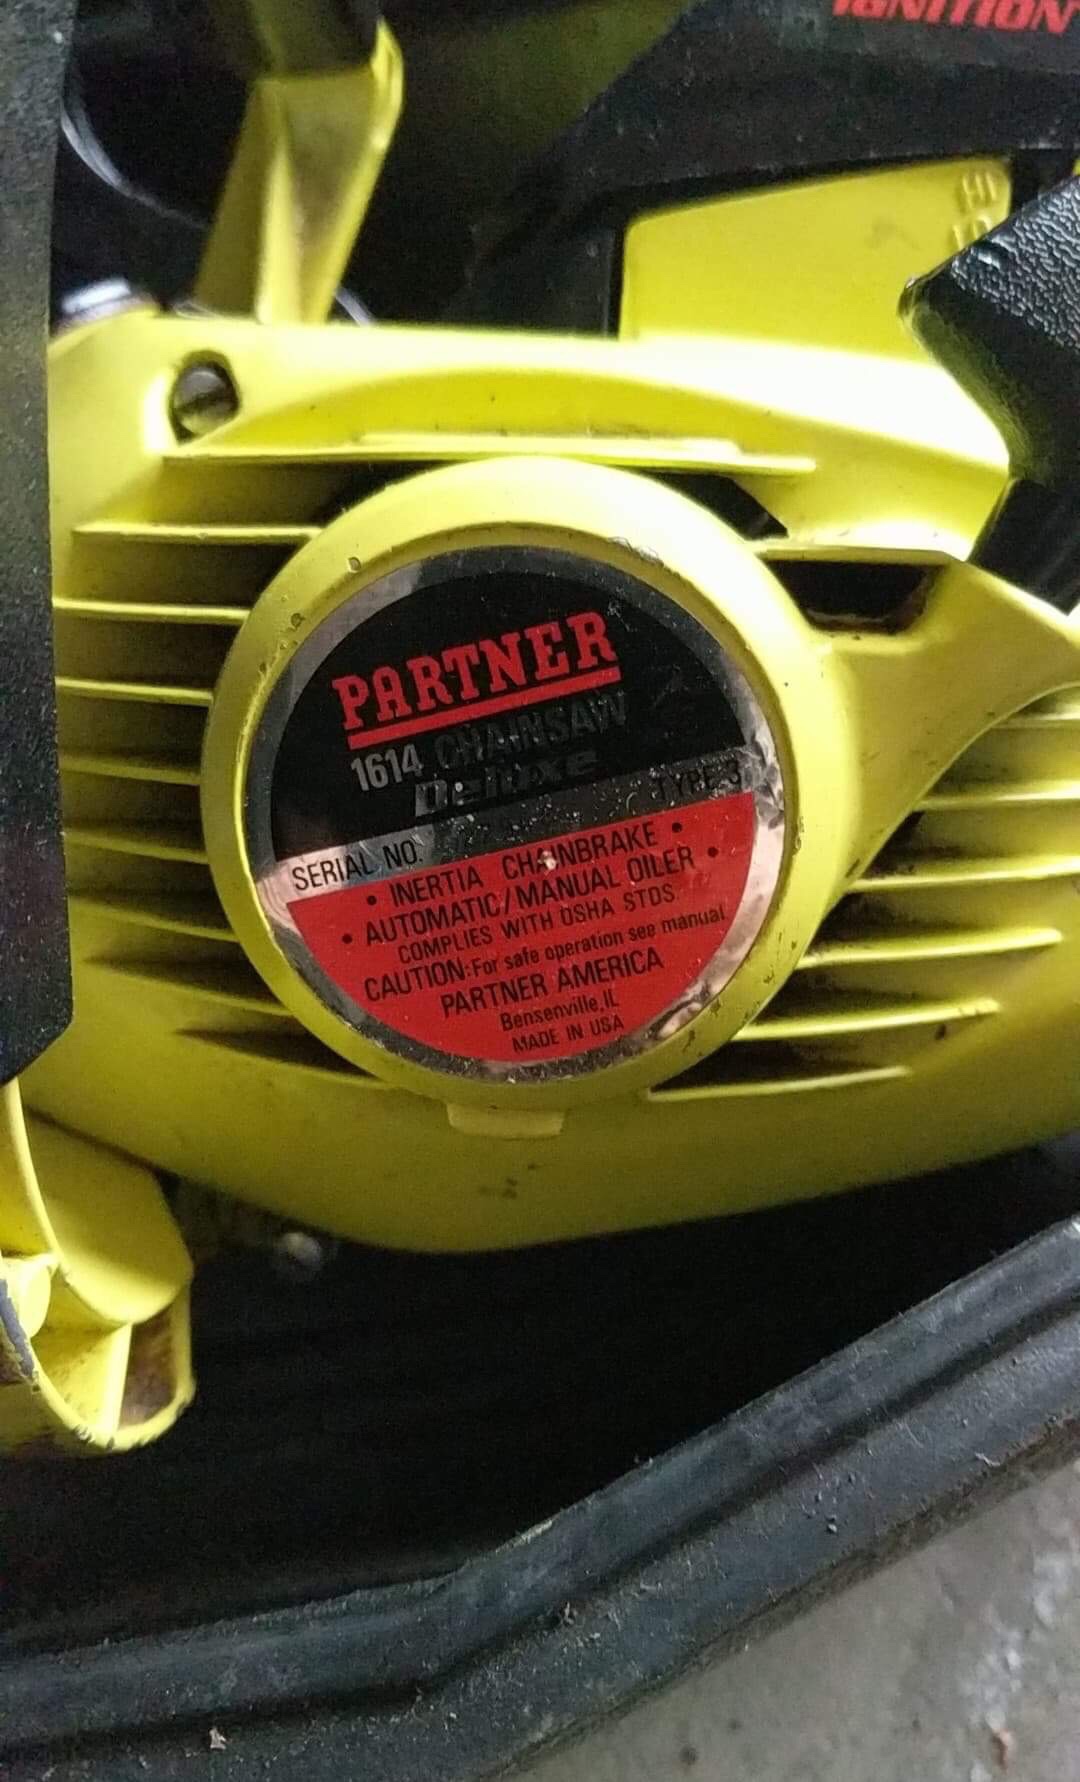 IGNITION
HI
PARTNER
1614 CHAINSAW
Deluxe
TYPE 3
SERIAL NO.
• INERTIA CHAINBRAKE •
• AUTOMATIC/MANUAL OILER •
COMPLIES WITH OSHA STDS.
CAUTION: For safe operation see manual
PARTNER AMERICA
Bensenville, IL
MADE IN USA